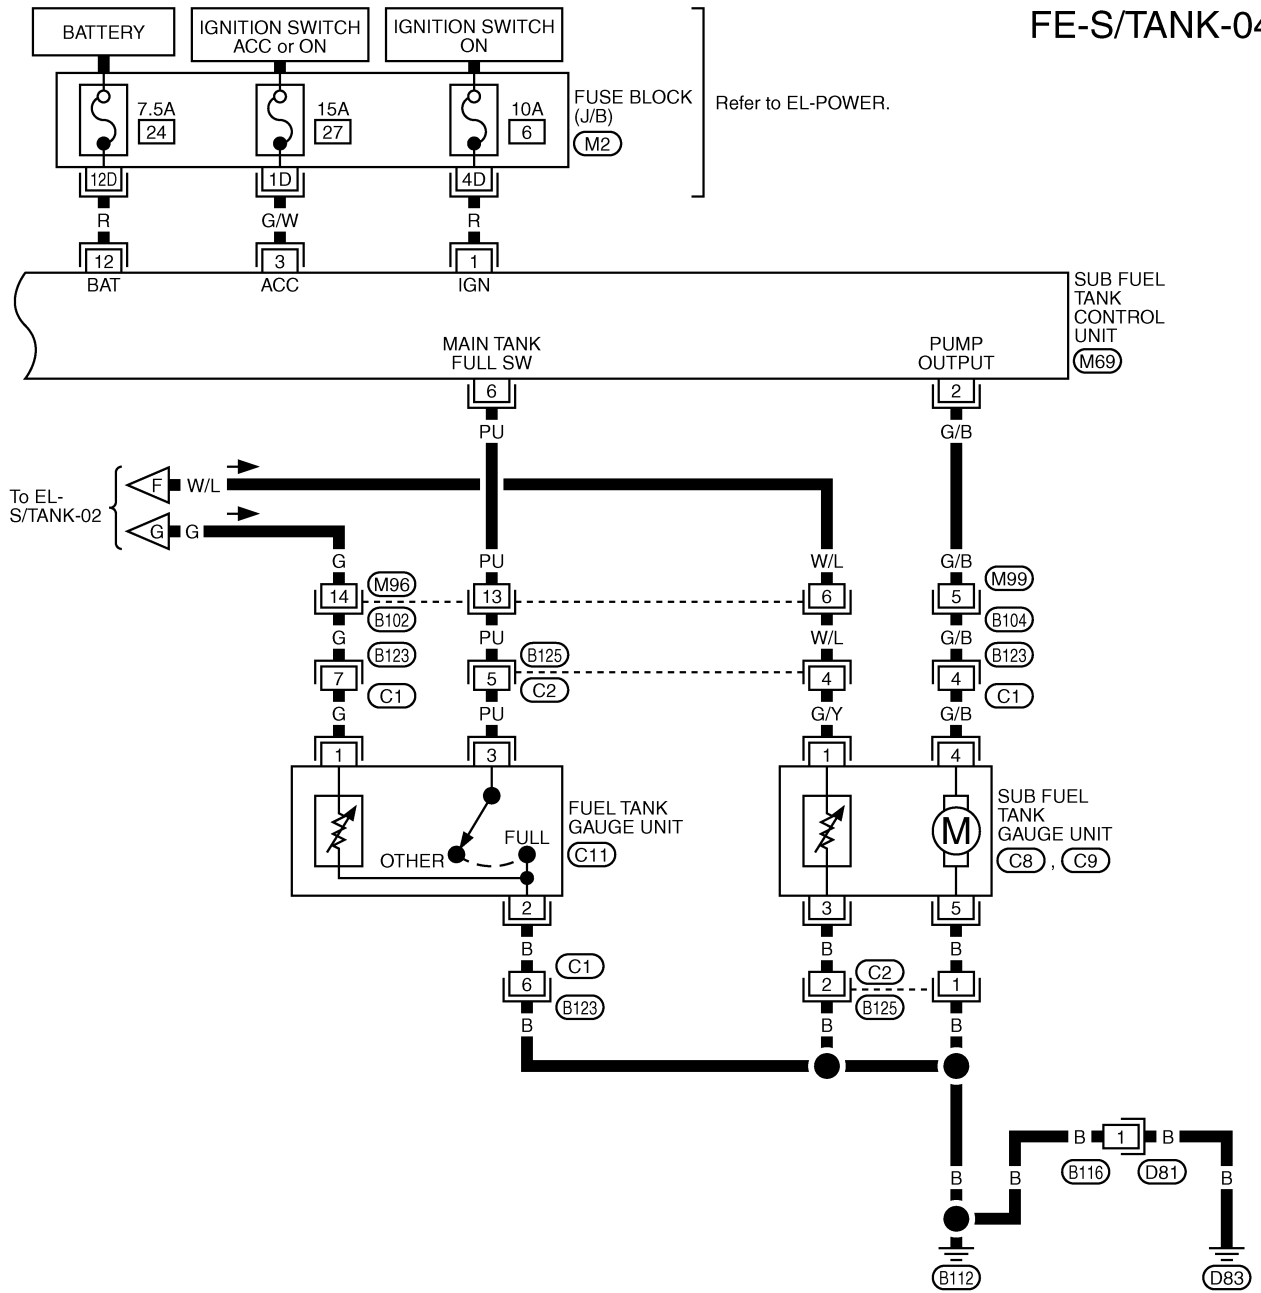 FE-S/TANK-04
BATTERY
IGNITION SWITCH
ACC or ON
IGNITION SWITCH
ON
7.5A
24
15A
27
10A
6
FUSE BLOCK
(J/B)
M2
Refer to EL-POWER.
12D
1D
4D
R
G/W
R
12
3
1
BAT
ACC
IGN
SUB FUEL
TANK
CONTROL
UNIT
M69
MAIN TANK
FULL SW
PUMP
OUTPUT
6
2
PU
G/B
To EL-
S/TANK-02
F
W/L
G
G
G
PU
W/L
G/B
14
M96
13
6
5
M99
B102
B104
G
PU
W/L
G/B
B123
B125
B123
7
5
4
4
C1
C2
C1
G
PU
G/Y
G/B
1
3
1
4
FUEL TANK
GAUGE UNIT
C11
FULL
OTHER
M
SUB FUEL
TANK
GAUGE UNIT
C8 , C9
2
3
5
B
B
B
C1
C2
6
2
1
B123
B125
B
B
B
B
1
B
B116
D81
B
B
B
B112
D83